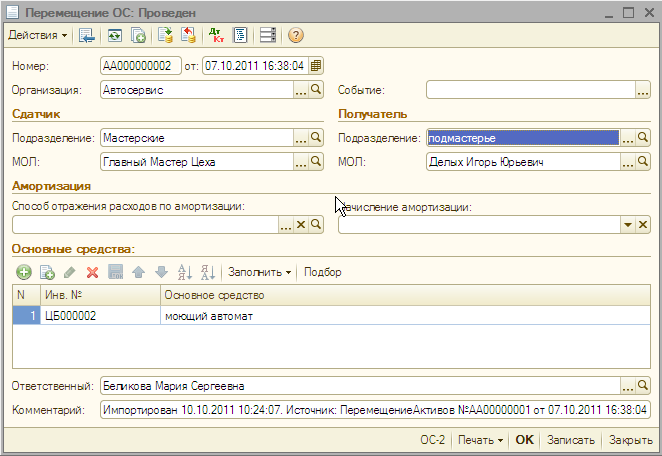 Перемещение ОС: Проведен
Действия
Дт Кт
Номер: АА000000002 от: 07.10.2011 16:38:04
Организация: Автосервис Событие:
Сдатчик Получатель
Подразделение: Мастерские Подразделение: подмастерье
МОЛ: Главный Мастер Цеха МОЛ: Делых Игорь Юрьевич
Амортизация
Способ отражения расходов по амортизации: Начисление амортизации:
Основные средства:
Заполнить Подбор
N Инв. № Основное средство
1 ЦБ000002 моющий автомат
Ответственный: Беликова Мария Сергеевна
Комментарий: Импортирован 10.10.2011 10:24:07. Источник: ПеремещениеАктивов №АА00000001 от 07.10.2011 16:38:04
ОС-2 Печать OK Записать Закрыть